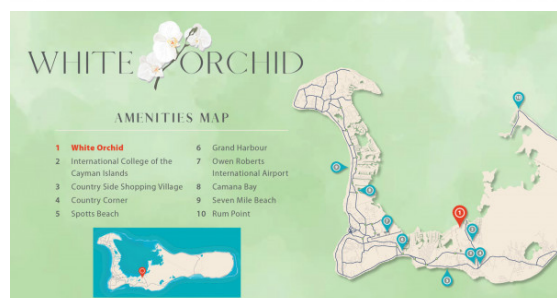 WHITE ORCHID
AMENITIES MAP
1 White Orchid
2 International College of the
Cayman Islands
3 Country Side Shopping Village
4 Country Corner
5 Spotts Beach
6 Grand Harbour
7 Owen Roberts
International Airport
8 Camana Bay
9 Seven Mile Beach
10 Rum Point
1